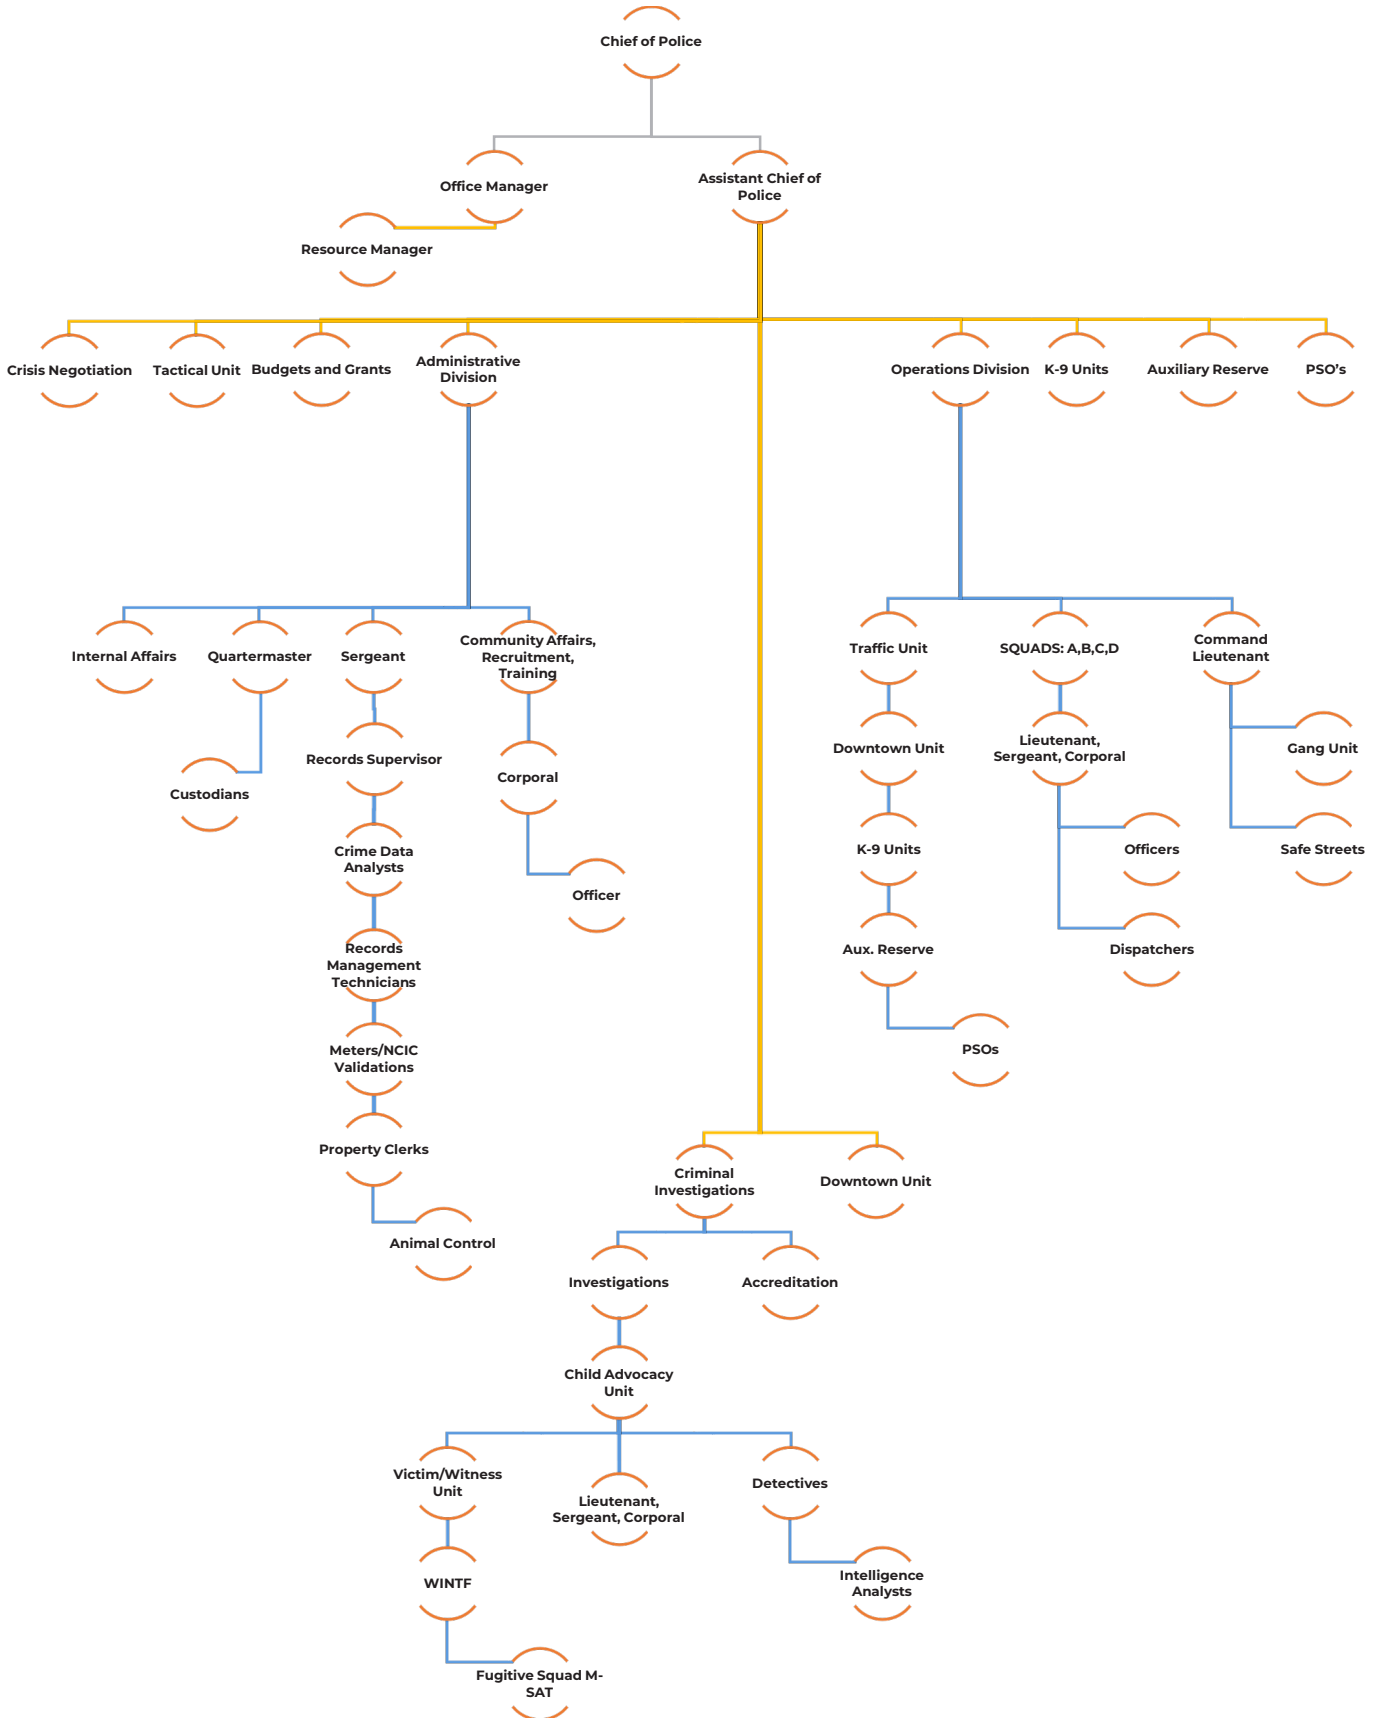 Chief of Police
Office Manager
Assistant Chief of
Police
Resource Manager
Crisis Negotiation
Tactical Unit
Budgets and Grants
Administrative
Division
Operations Division
K-9 Units
Auxiliary Reserve
PSO’s
Internal Affairs
Quartermaster
Sergeant
Community Affairs,
Recruitment,
Training
Traffic Unit
SQUADS: A,B,C,D
Command
Lieutenant
Records Supervisor
Corporal
Custodians
Downtown Unit
Lieutenant,
Sergeant, Corporal
Gang Unit
Crime Data
Analysts
Officer
K-9 Units
Officers
Safe Streets
Records
Management
Technicians
Aux. Reserve
Dispatchers
Meters/NCIC
Validations
PSOs
Property Clerks
Criminal
Investigations
Downtown Unit
Animal Control
Investigations
Accreditation
Child Advocacy
Unit
Victim/Witness
Unit
Lieutenant,
Sergeant, Corporal
Detectives
WINTF
Intelligence
Analysts
Fugitive Squad M-
SAT